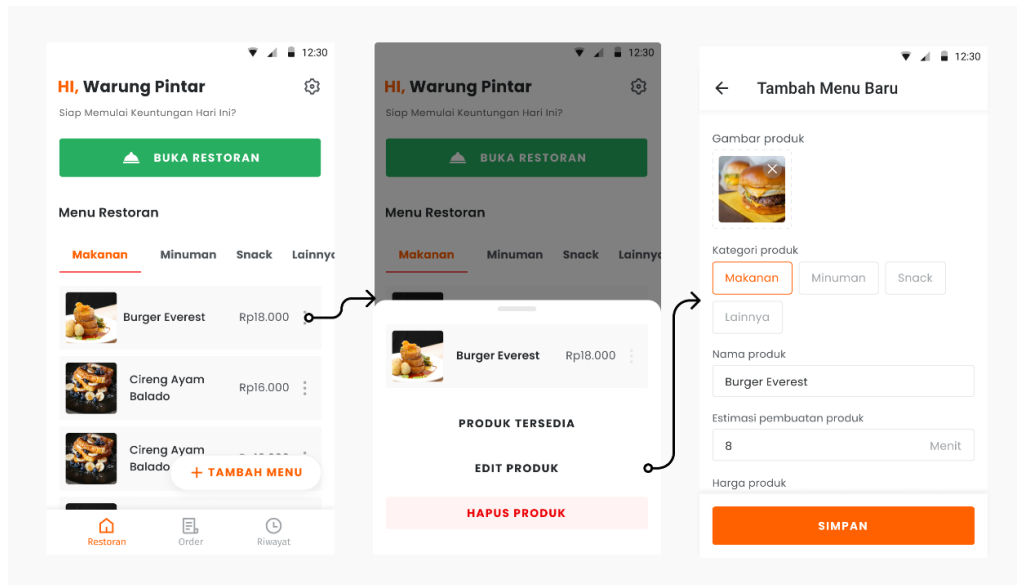 12:30
HI, Warung Pintar
Siap Memulai Keuntungan Hari Ini?
BUKA RESTORAN
Menu Restoran
Makanan Minuman Snack Lainnya
Burger Everest Rp18.000
Cireng Ayam
Balado
Rp16.000
Cireng Ayam
Balado
+ TAMBAH MENU
Restoran Order Riwayat
12:30
HI, Warung Pintar
Siap Memulai Keuntungan Hari Ini?
BUKA RESTORAN
Menu Restoran
Makanan Minuman Snack Lainnya
Burger Everest Rp18.000
PRODUK TERSEDIA
EDIT PRODUK
HAPUS PRODUK
12:30
Tambah Menu Baru
Gambar produk
Kategori produk
Makanan Minuman Snack
Lainnya
Nama produk
Burger Everest
Estimasi pembuatan produk
8 Menit
Harga produk
SIMPAN